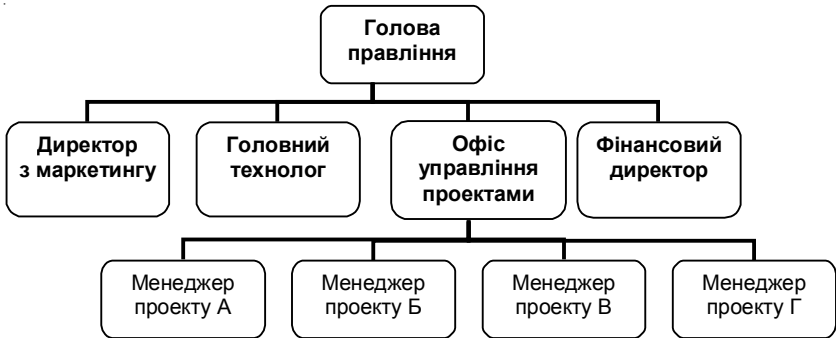 Голова
правління
Директор
з маркетингу
Головний
технолог
Офіс
управління
проектами
Фінансовий
директор
Менеджер
проекту А
Менеджер
проекту Б
Менеджер
проекту В
Менеджер
проекту Г